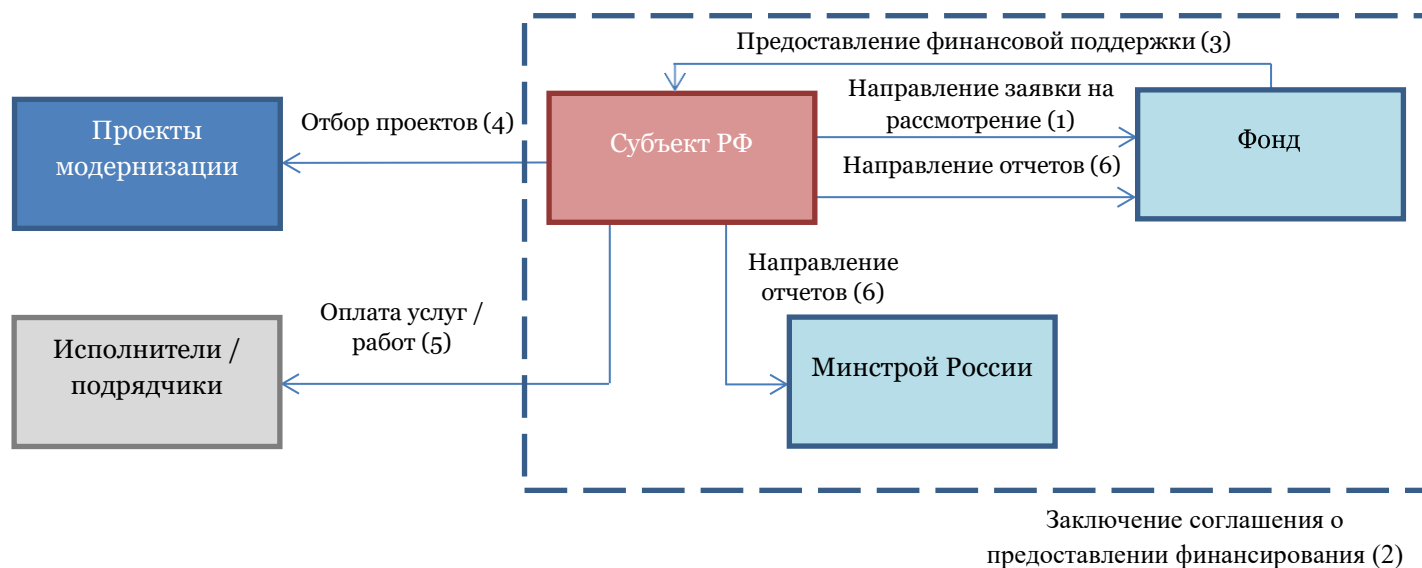 Предоставление финансовой поддержки (3)
Проекты
модернизации
Отбор проектов (4)
Субъект РФ
Направление заявки на
рассмотрение (1)
Фонд
Направление отчетов (6)
Направление
отчетов (6)
Оплата услуг /
работ (5)
Исполнители /
подрядчики
Минстрой России
Заключение соглашения о
предоставлении финансирования (2)